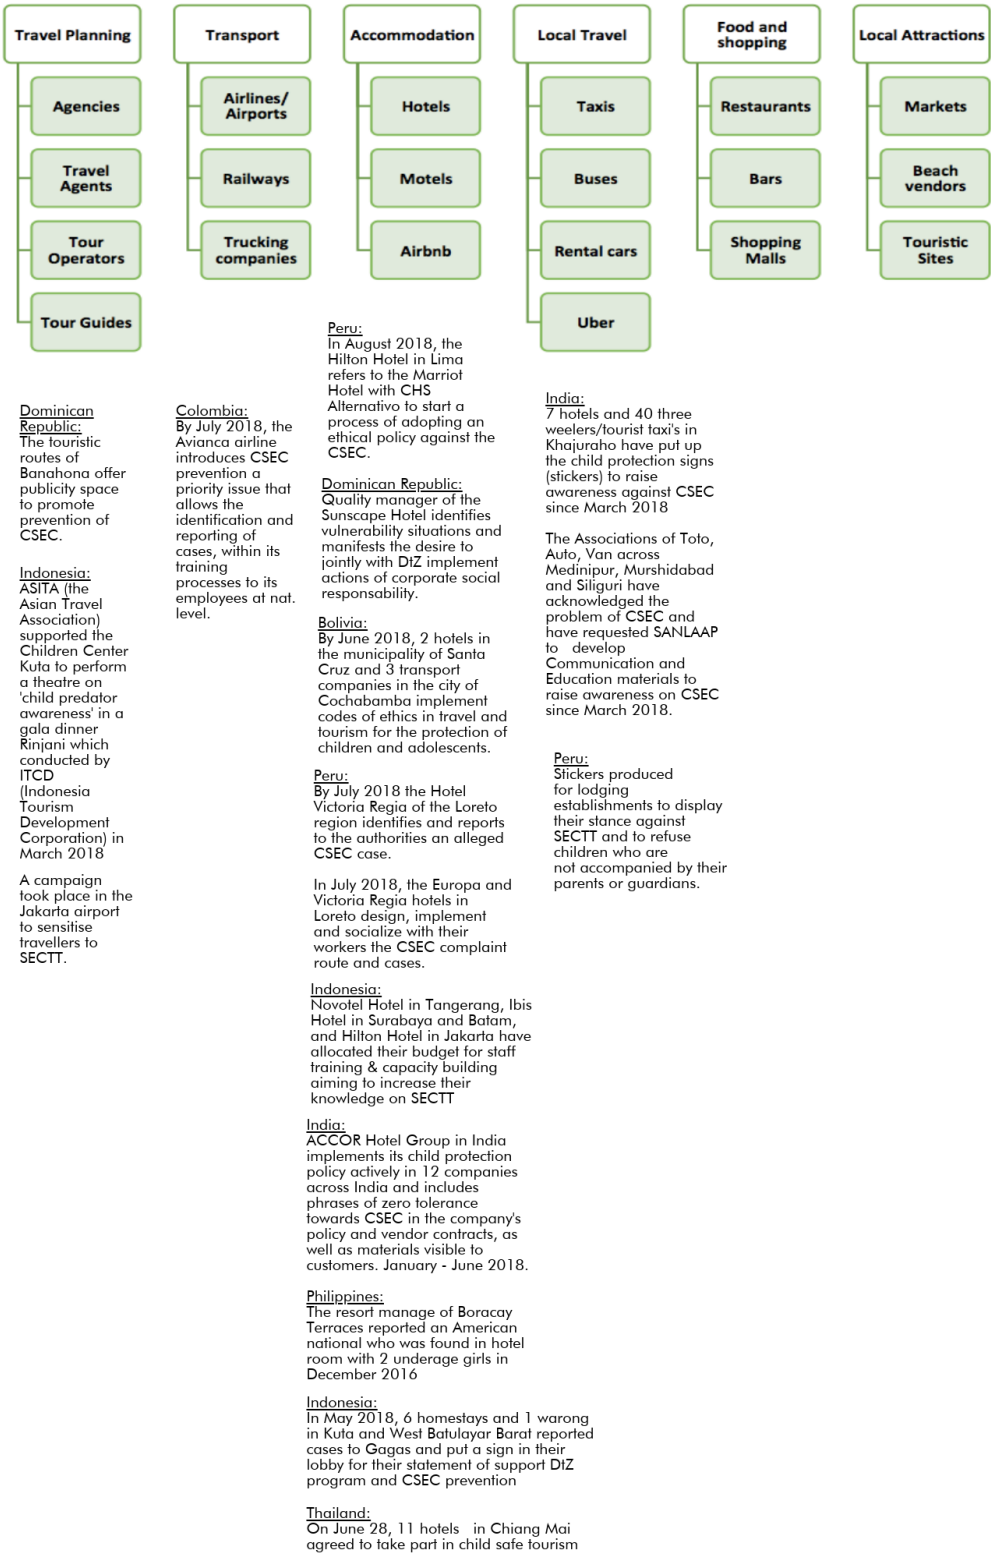 Travel Planning
Agencies
Travel
Agents
Tour
Operators
Tour Guides
Transport
Airlines/
Airports
Railways
Trucking
companies
Accommodation
Hotels
Motels
Airbnb
Local Travel
Taxis
Buses
Rental cars
Uber
Food and
shopping
Restaurants
Bars
Shopping
Malls
Local Attractions
Markets
Beach
vendors
Touristic
Sites
Dominican
Republic:
The touristic
routes of
Banahona offer
publicity space
to promote
prevention of
CSEC.
Indonesia:
ASITA (the
Asian Travel
Association)
supported the
Children Center
Kuta to perform
a theatre on
'child predator
awareness' in a
gala dinner
Rinjani which
conducted by
ITCD
(Indonesia
Tourism
Development
Corporation) in
March 2018
A campaign
took place in the
Jakarta airport
to sensitise
travellers to
SECTT.
Colombia:
By July 2018, the
Avianca airline
introduces CSEC
prevention a
priority issue that
allows the
identification and
reporting of
cases, within its
training
processes to its
employees at nat.
level.
Peru:
In August 2018, the
Hilton Hotel in Lima
refers to the Marriot
Hotel with CHS
Alternativo to start a
process of adopting an
ethical policy against the
CSEC.
Dominican Republic:
Quality manager of the
Sunscape Hotel identifies
vulnerability situations and
manifests the desire to
jointly with DtZ implement
actions of corporate social
responsability.
Bolivia:
By June 2018, 2 hotels in
the municipality of Santa
Cruz and 3 transport
companies in the city of
Cochabamba implement
codes of ethics in travel and
tourism for the protection of
children and adolescents.
Peru:
By July 2018 the Hotel
Victoria Regia of the Loreto
region identifies and reports
to the authorities an alleged
CSEC case.
In July 2018, the Europa and
Victoria Regia hotels in
Loreto design, implement
and socialize with their
workers the CSEC complaint
route and cases.
Indonesia:
Novotel Hotel in Tangerang, Ibis
Hotel in Surabaya and Batam,
and Hilton Hotel in Jakarta have
allocated their budget for staff
training & capacity building
aiming to increase their
knowledge on SECTT
India:
ACCOR Hotel Group in India
implements its child protection
policy actively in 12 companies
across India and includes
phrases of zero tolerance
towards CSEC in the company's
policy and vendor contracts, as
well as materials visible to
customers. January - June 2018.
Philippines:
The resort manage of Boracay
Terraces reported an American
national who was found in hotel
room with 2 underage girls in
December 2016
Indonesia:
In May 2018, 6 homestays and 1 warong
in Kuta and West Batulayar Barat reported
cases to Gagas and put a sign in their
lobby for their statement of support DtZ
program and CSEC prevention
Thailand:
On June 28, 11 hotels in Chiang Mai
agreed to take part in child safe tourism
India:
7 hotels and 40 three
weelers/tourist taxi's in
Khajuraho have put up
the child protection signs
(stickers) to raise
awareness against CSEC
since March 2018
The Associations of Toto,
Auto, Van across
Medinipur, Murshidabad
and Siliguri have
acknowledged the
problem of CSEC and
have requested SANLAAP
to develop
Communication and
Education materials to
raise awareness on CSEC
since March 2018.
Peru:
Stickers produced
for lodging
establishments to display
their stance against
SECTT and to refuse
children who are
not accompanied by their
parents or guardians.